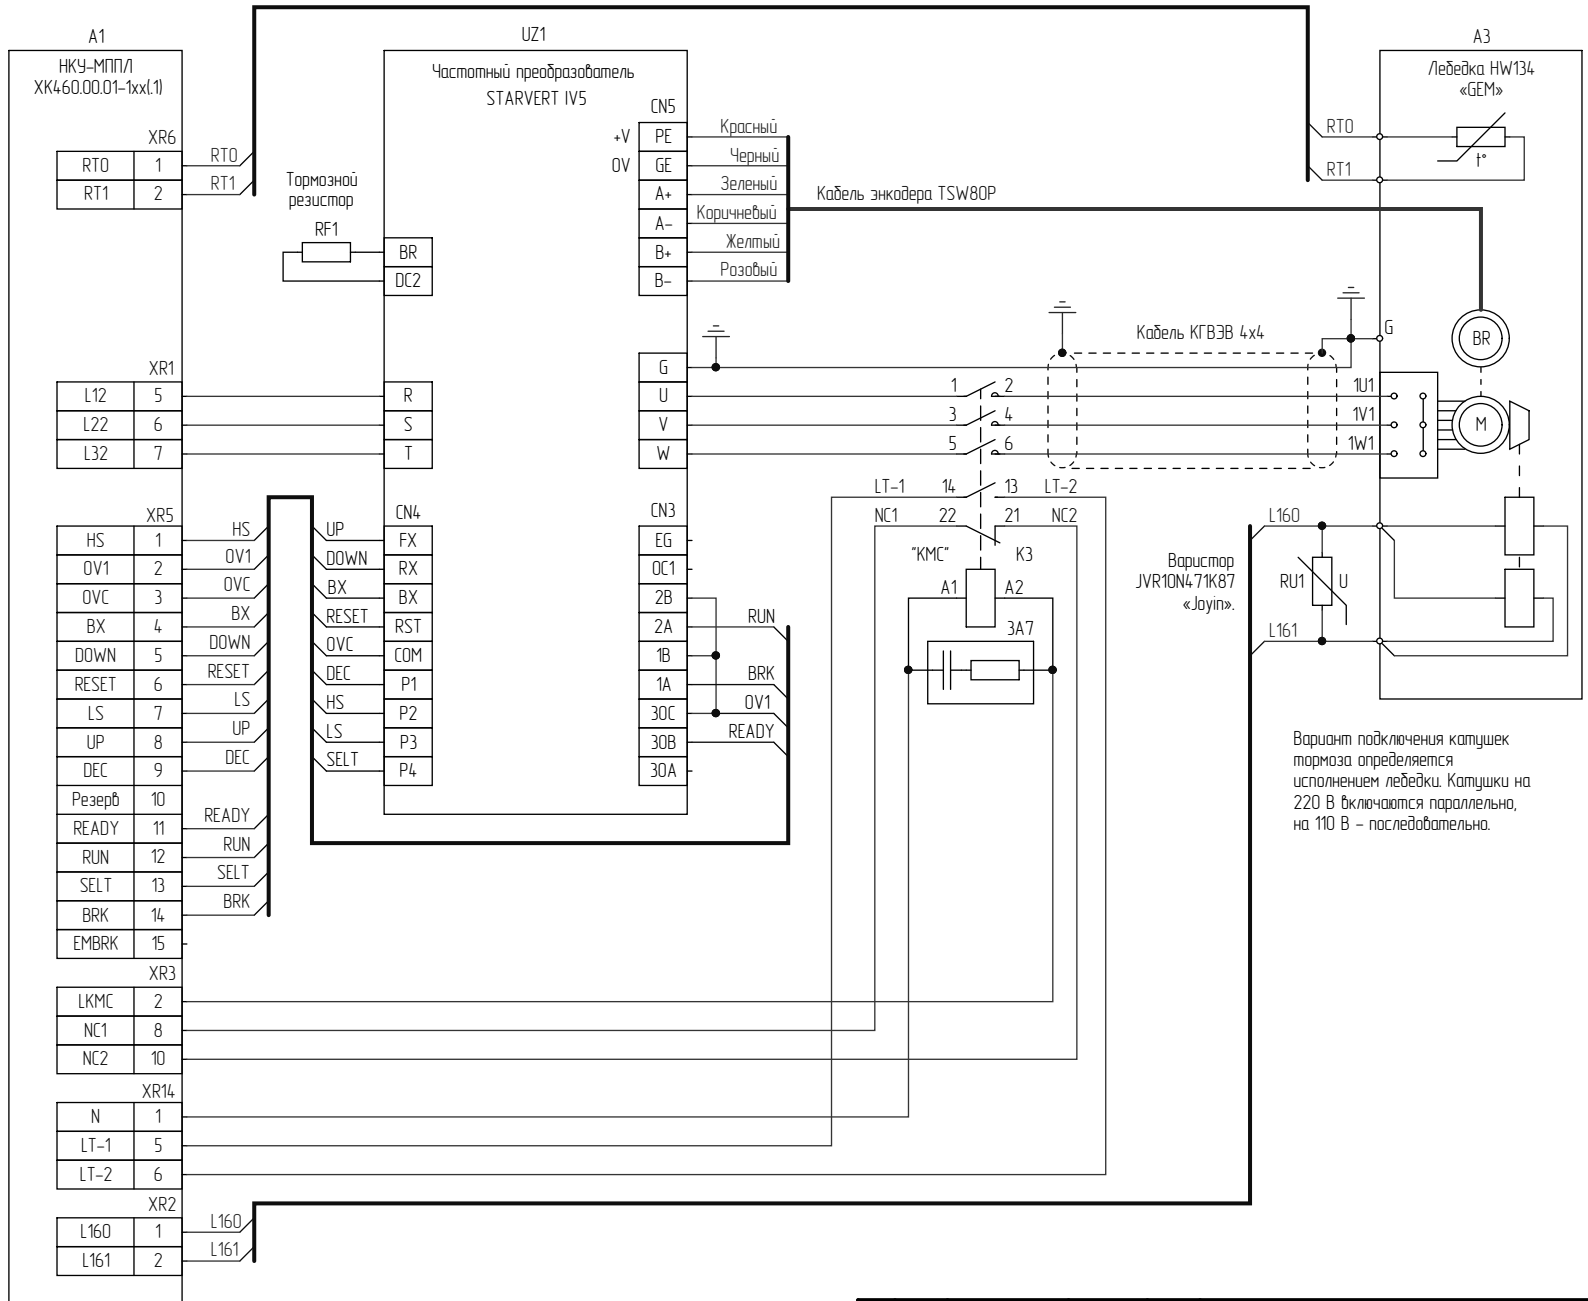 A1
НКУ-МППЛ
ХК460.00.01-1хх(.1)
XR6
RT0 1 RT0
RT1 2 RT1
XR1
L12 5
L22 6
L32 7
XR5
HS 1 HS
0V1 2 0V1
0VC 3 0VC
BX 4 BX
DOWN 5 DOWN
RESET 6 RESET
LS 7 LS
UP 8 UP
DEC 9 DEC
Резерв 10
READY 11 READY
RUN 12 RUN
SELT 13 SELT
BRK 14 BRK
EMBRK 15
XR3
LKMC 2
NC1 8
NC2 10
XR14
N 1
LT-1 5
LT-2 6
XR2
L160 1 L160
L161 2 L161
Тормозной
резистор
RF1
UZ1
Частотный преобразователь
STARVERT IV5
BR
DC2
R
S
T
CN4
UP FX
DOWN RX
BX BX
RESET RST
0VC COM
DEC P1
HS P2
LS P3
SELT P4
CN5
+V PE Красный
0V GE Черный
A+ Зеленый
A- Коричневый
B+ Желтый
B- Розовый
G
U
V
W
CN3
EG
0C1
2B
2A RUN
1B
1A BRK
30C 0V1
30B READY
30A
Кабель энкодера TSW80P
Кабель КГВЭВ 4х4
1 2
3 4
5 6
LT-1 14 13 LT-2
NC1 22 21 NC2
"КМС" К3
A1 A2
3A7
Варистор
JVR10N471K87
«Joyin».
L160
RU1 U
L161
A3
Лебедка HW134
«GEM»
RT0
t°
RT1
G
BR
1U1
1V1
1W1
M
Вариант подключения катушек
тормоза определяется
исполнением лебедки. Катушки на
220 В включаются параллельно,
на 110 В – последовательно.